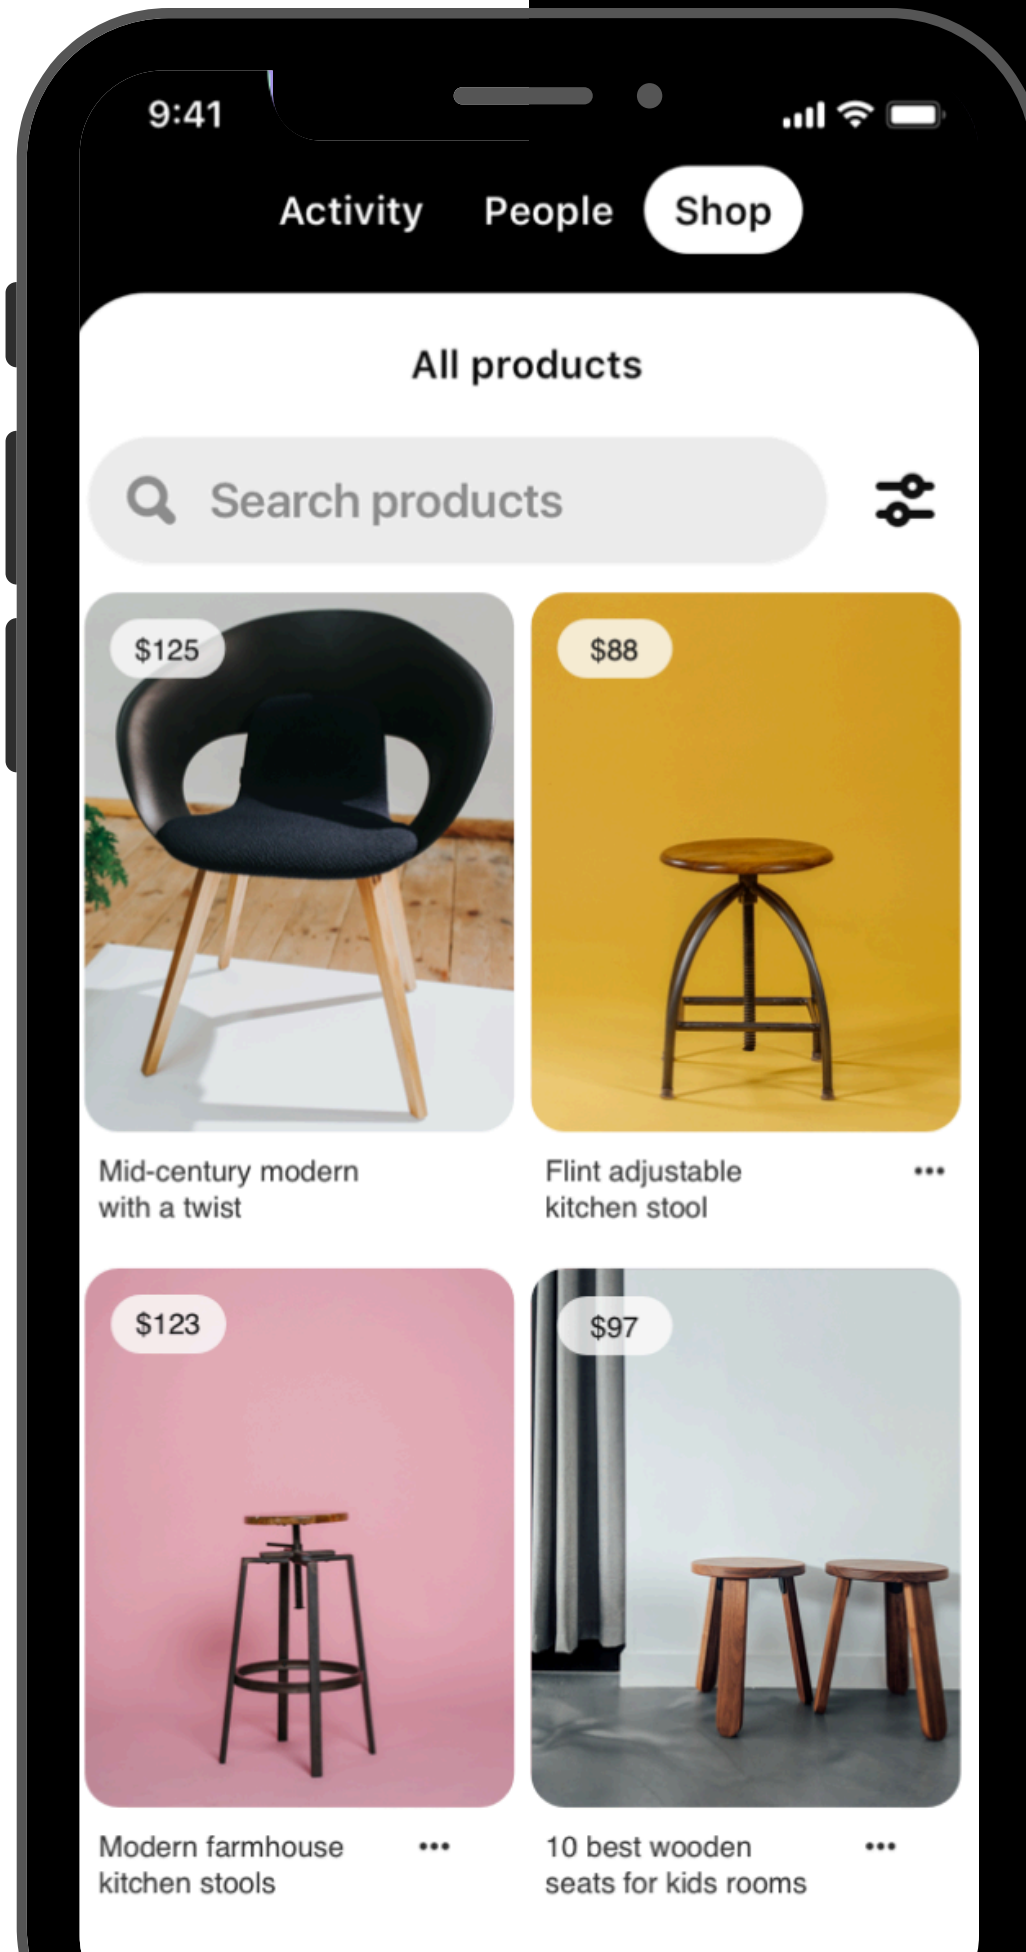 9:41
Activity People Shop
All products
Search products
$125
$88
Mid-century modern
with a twist
Flint adjustable
kitchen stool
$123
$97
Modern farmhouse
kitchen stools
10 best wooden
seats for kids rooms